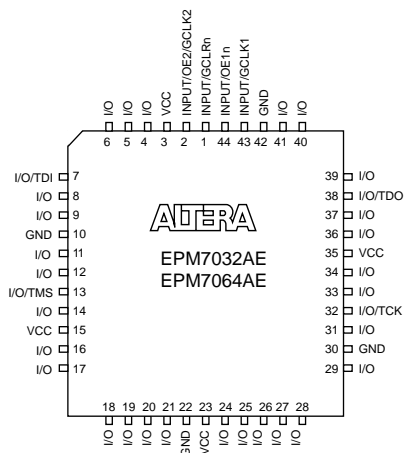 I/O
I/O
I/O
VCC
INPUT/OE2/GCLK2
INPUT/GCLRn
INPUT/OE1n
INPUT/GCLK1
GND
I/O
I/O
6 5 4 3 2 1 44 43 42 41 40
I/O/TDI 7
I/O 8
I/O 9
GND 10
I/O 11
I/O 12
I/O/TMS 13
I/O 14
VCC 15
I/O 16
I/O 17
ALTERA
EPM7032AE
EPM7064AE
39 I/O
38 I/O/TDO
37 I/O
36 I/O
35 VCC
34 I/O
33 I/O
32 I/O/TCK
31 I/O
30 GND
29 I/O
18 19 20 21 22 23 24 25 26 27 28
I/O
I/O
I/O
I/O
GND
VCC
I/O
I/O
I/O
I/O
I/O